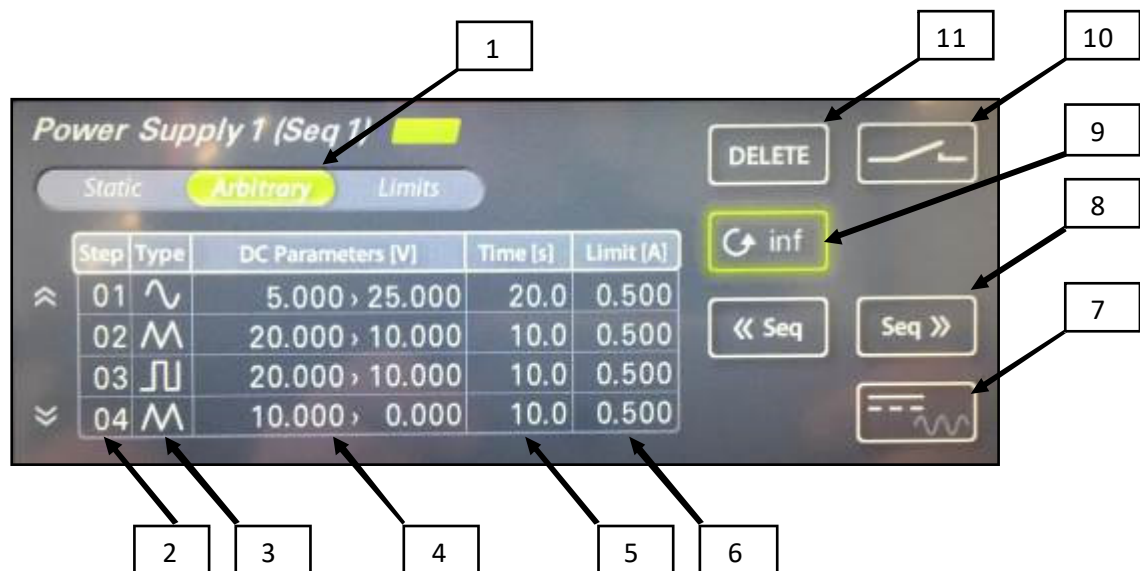 1
11
10
Power Supply 1 (Seq 1)
9
DELETE
Static Arbitrary Limits
8
inf
Step Type DC Parameters [V] Time [s] Limit [A]
01 5.000 › 25.000 20.0 0.500
7
02 20.000 › 10.000 10.0 0.500
« Seq Seq »
03 20.000 › 10.000 10.0 0.500
04 10.000 › 0.000 10.0 0.500
2 3 4 5 6